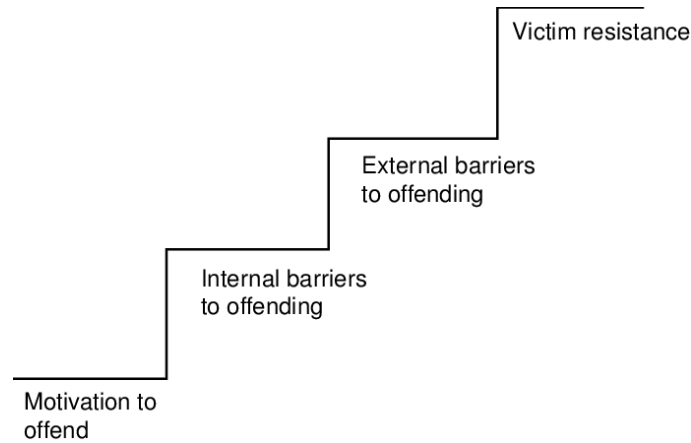 Victim resistance
External barriers
to offending
Internal barriers
to offending
Motivation to
offend